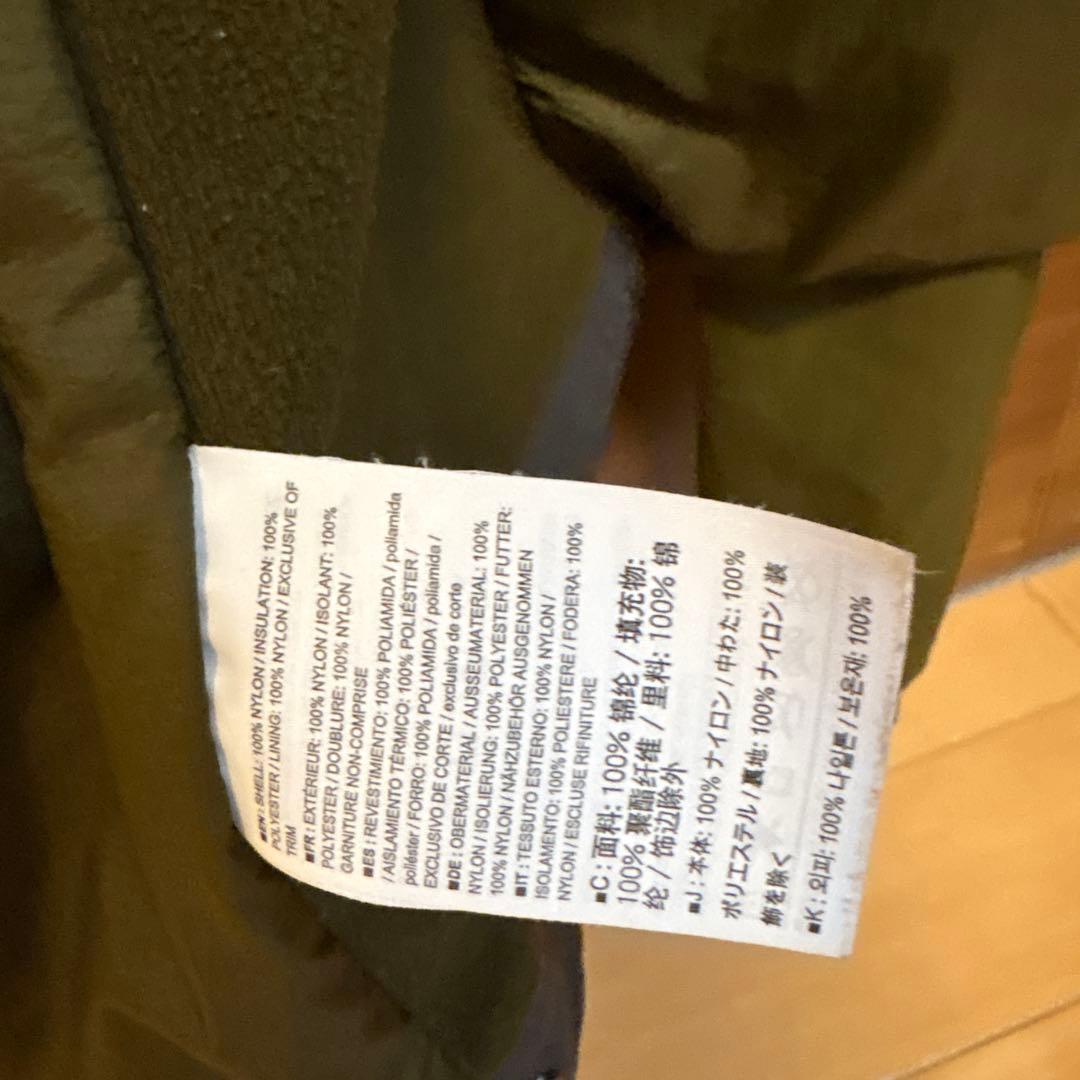 ■EN: SHELL: 100% NYLON / INSULATION: 100%
POLYESTER / LINING: 100% NYLON / EXCLUSIVE OF
TRIM
■FR: EXTÉRIEUR: 100% NYLON / ISOLANT: 100%
POLYESTER / DOUBLURE: 100% NYLON /
GARNITURE NON-COMPRISE
■ES: REVESTIMIENTO: 100% POLIAMIDA / poliamida
/ AISLAMIENTO TÉRMICO: 100% POLIÉSTER /
poliéster / FORRO: 100% POLIAMIDA / poliamida /
EXCLUSIVO DE CORTE / exclusivo de corte
■DE: OBERMATERIAL / AUSSEUMATERIAL: 100%
NYLON / ISOLIERUNG: 100% POLYESTER / FUTTER:
100% NYLON / NÄHZUBEHÖR AUSGENOMMEN
■IT: TESSUTO ESTERNO: 100% NYLON /
ISOLAMENTO: 100% POLIESTERE / FODERA: 100%
NYLON / ESCLUSE RIFINITURE
■C: 面料: 100% 锦纶 / 填充物:
100% 聚酯纤维 / 里料: 100% 锦
纶 / 饰边除外
■J: 本体: 100% ナイロン / 中わた: 100%
ポリエステル / 裏地: 100% ナイロン / 装
飾を除く
■K: 외피: 100% 나일론 / 보온재: 100%